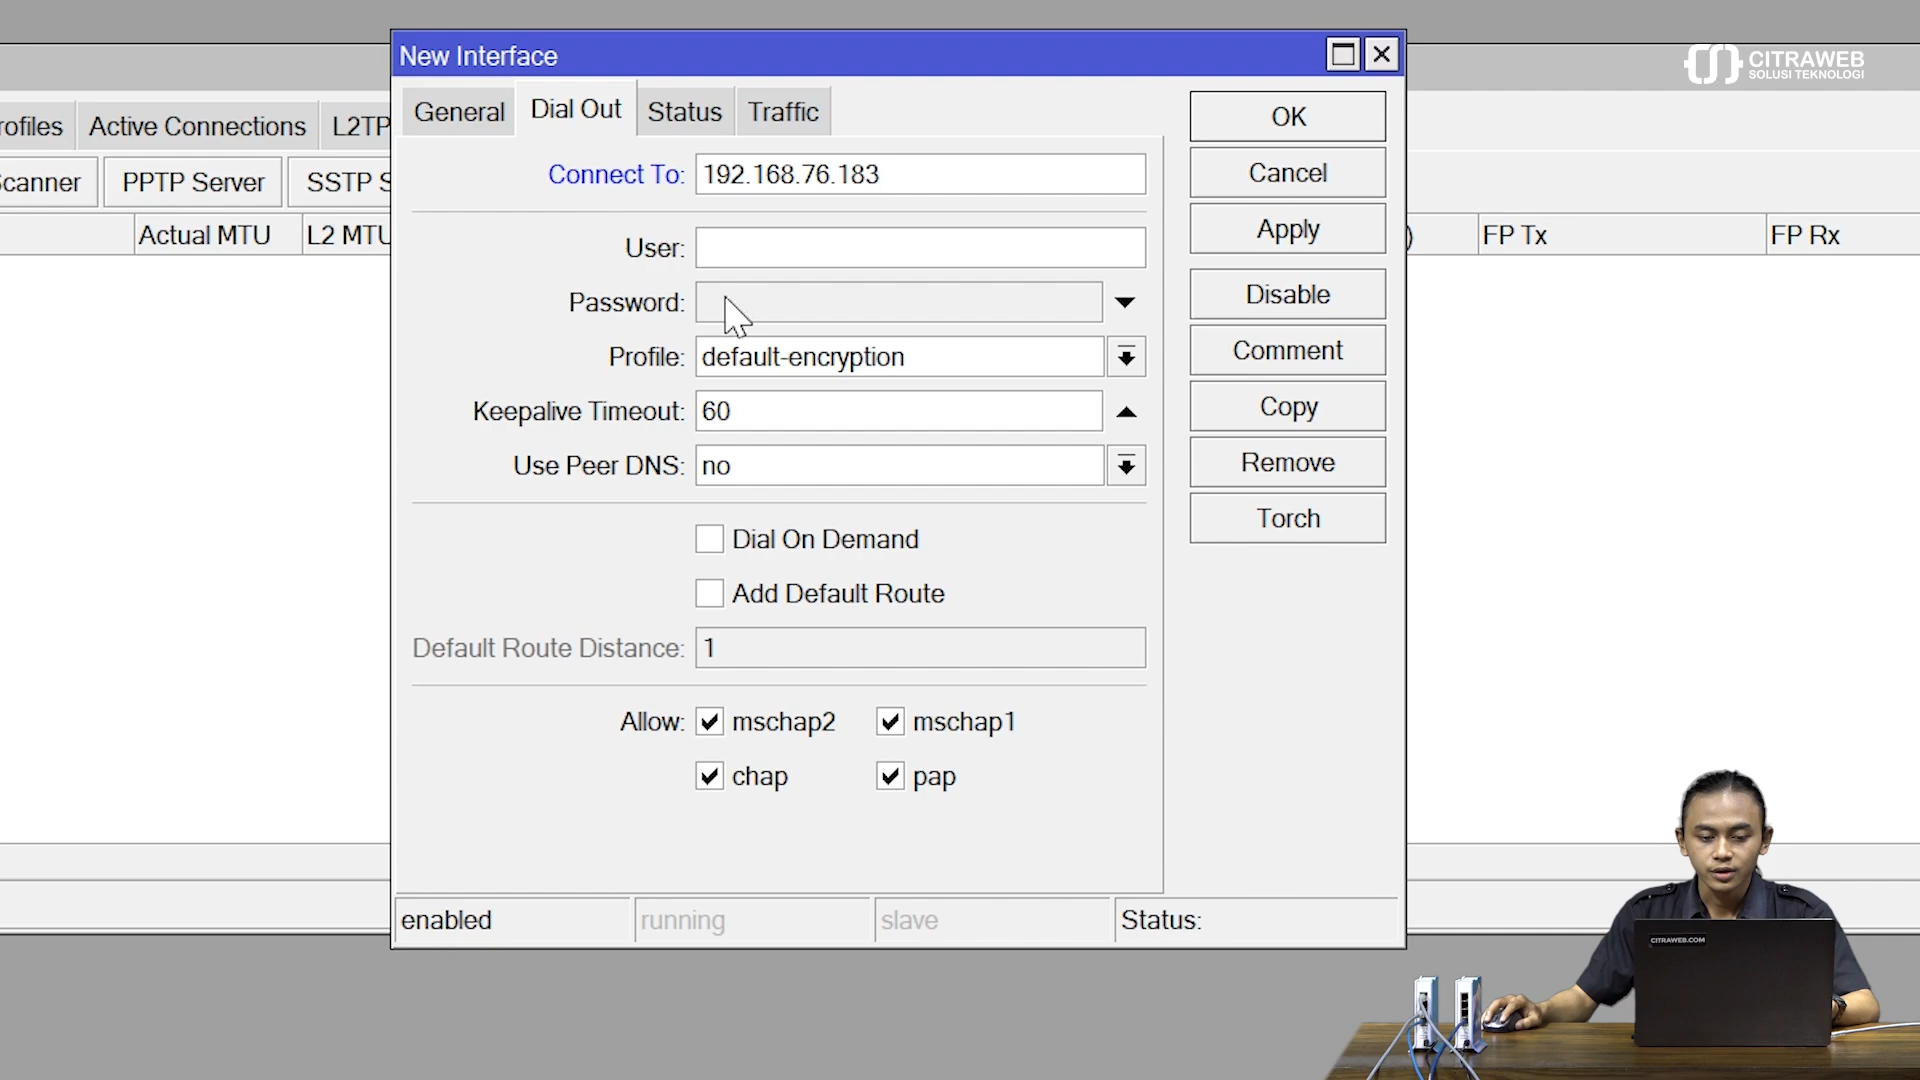 New Interface
CITRAWEB
SOLUSI TEKNOLOGI
rofiles
Active Connections
L2TP
General
Dial Out
Status
Traffic
OK
Connect To: 192.168.76.183
Cancel
canner
PPTP Server
SSTP S
Apply
Actual MTU
L2 MTU
FP Tx
FP Rx
User:
Password:
Disable
Profile: default-encryption
Comment
Keepalive Timeout: 60
Copy
Use Peer DNS: no
Remove
Torch
Dial On Demand
Add Default Route
Default Route Distance: 1
Allow: mschap2 mschap1
chap pap
enabled
running
slave
Status:
CITRAWEB.COM